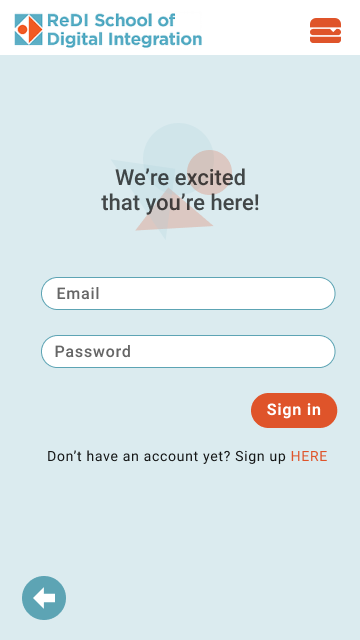 ReDI School of
Digital Integration
We’re excited
that you’re here!
Email
Password
Sign in
Don’t have an account yet? Sign up HERE